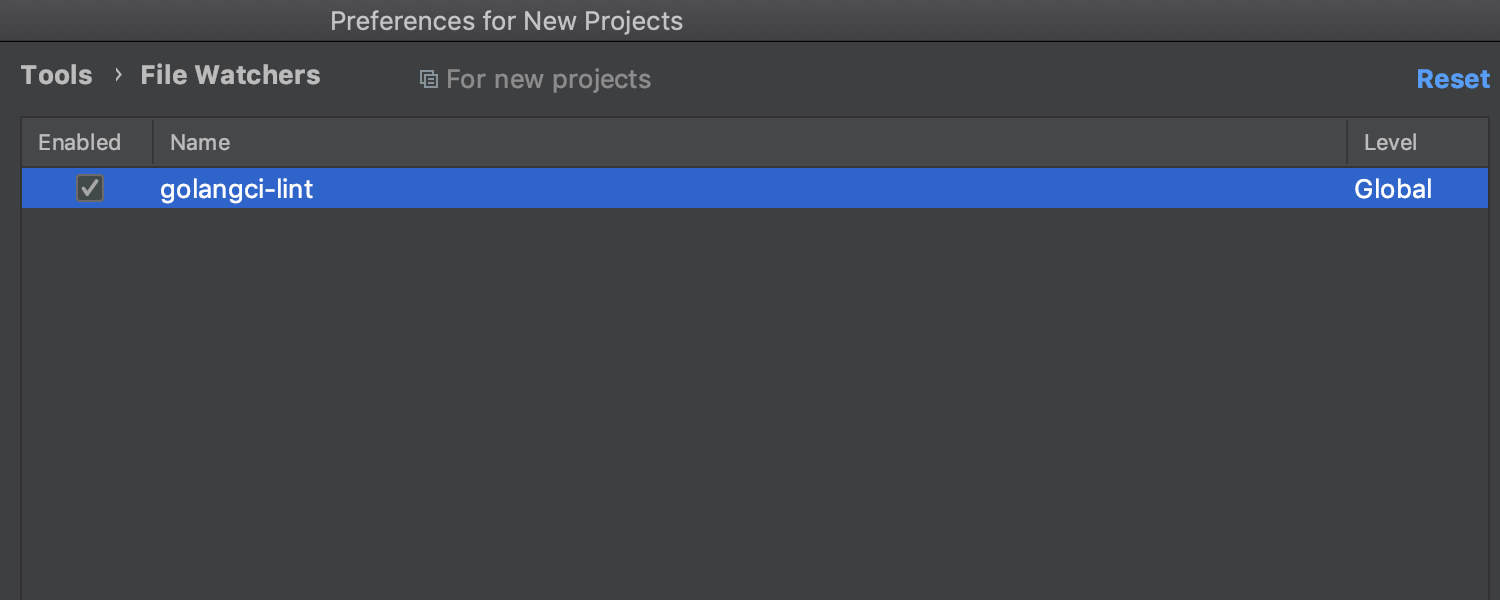 Preferences for New Projects
Tools › File Watchers For new projects Reset
Enabled Name Level
golangci-lint Global